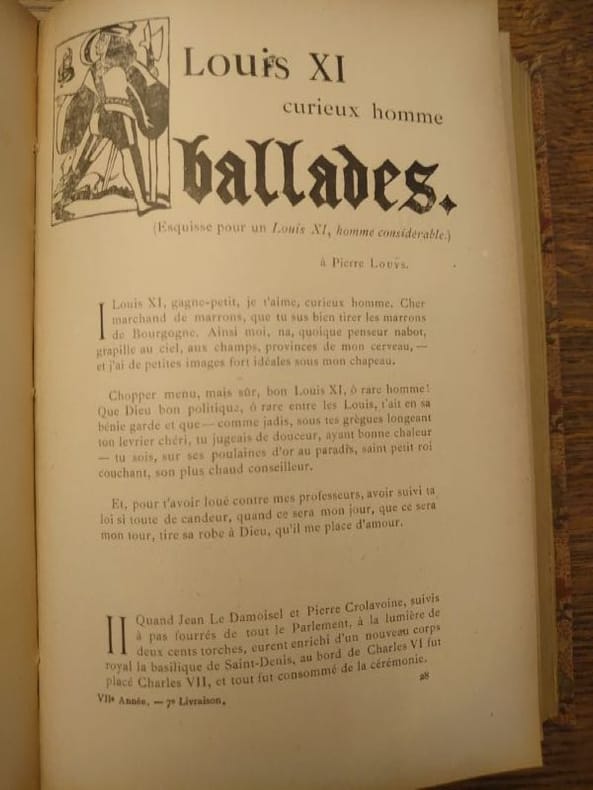 Louis XI
curieux homme
ballades.
(Esquisse pour un Louis XI, homme considérable.)
à Pierre Louÿs.
I Louis XI, gagne-petit, je t'aime, curieux homme. Cher
marchand de marrons, que tu sus bien tirer les marrons
de Bourgogne. Ainsi moi, na, quoique penseur nabot,
grapille au ciel, aux champs, provinces de mon cerveau, —
et j'ai de petites images fort idéales sous mon chapeau.
Chopper menu, mais sûr, bon Louis XI, ô rare homme!
Que Dieu bon politique, ô rare entre les Louis, t'ait en sa
bénie garde et que — comme jadis, sous tes grègues longeant
ton levrier chéri, tu jugeais de douceur, ayant bonne chaleur
— tu sois, sur ses poulaines d'or au paradis, saint petit roi
couchant, son plus chaud conseiller.
Et, pour t'avoir loué contre mes professeurs, avoir suivi ta
loi si toute de candeur, quand ce sera mon jour, que ce sera
mon tour, tire sa robe à Dieu, qu'il me place d'amour.
II Quand Jean Le Damoisel et Pierre Crolavoine, suivis
à pas fourrés de tout le Parlement, à la lumière de
deux cents torches, eurent enrichi d'un nouveau corps
royal la basilique de Saint-Denis, au bord de Charles VI fut
placé Charles VII, et tout fut consommé de la cérémonie.
28
VIIe Année, — 7e Livraison.